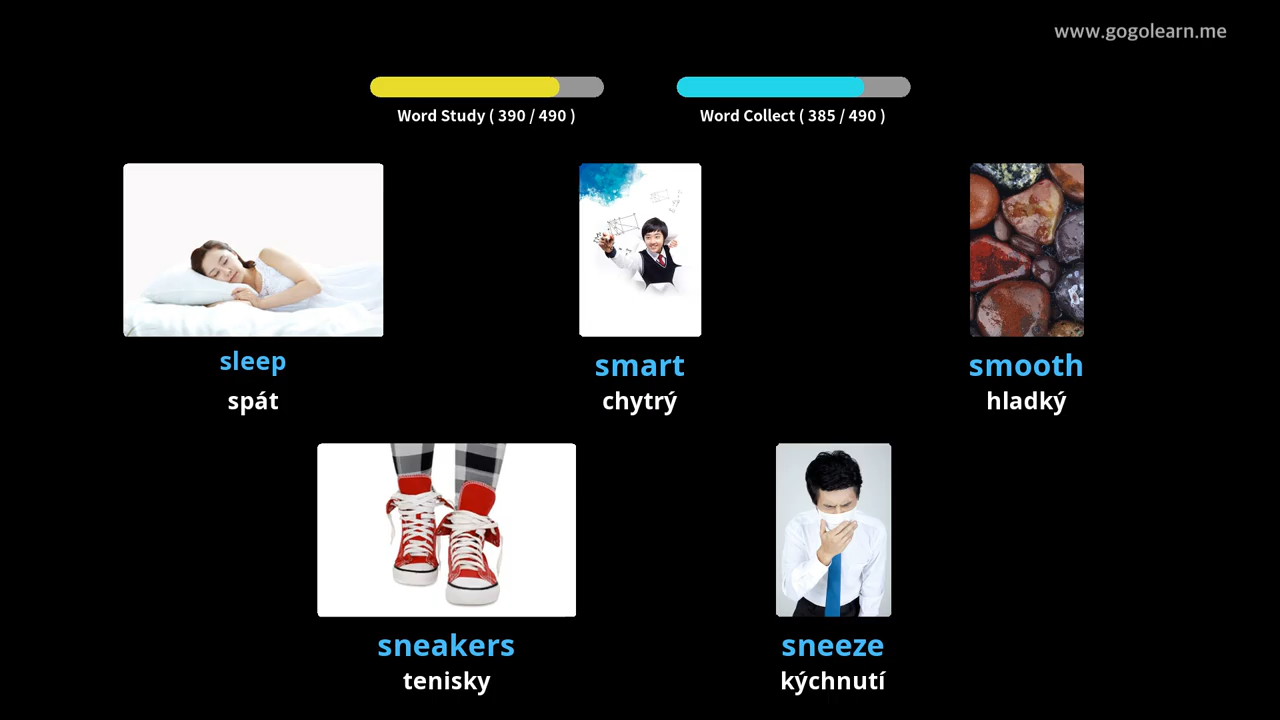 www.gogolearn.me
Word Study ( 390 / 490 )
Word Collect ( 385 / 490 )
sleep
spát
smart
chytrý
smooth
hladký
sneakers
tenisky
sneeze
kýchnutí